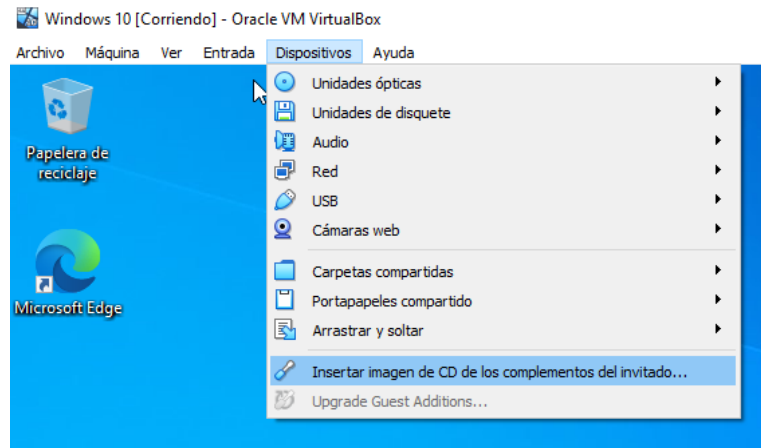 Windows 10 [Corriendo] - Oracle VM VirtualBox
Archivo Máquina Ver Entrada Dispositivos Ayuda
Unidades ópticas
Unidades de disquete
Audio
Red
USB
Cámaras web
Carpetas compartidas
Portapapeles compartido
Arrastrar y soltar
Insertar imagen de CD de los complementos del invitado...
Upgrade Guest Additions...
Papelera de
reciclaje
Microsoft Edge